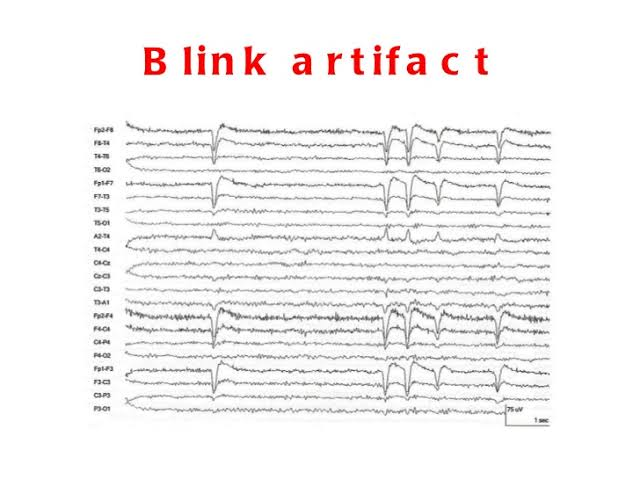 Blink artifact
Fp2-F8
F8-T4
T4-T6
T6-O2
Fp1-F7
F7-T3
T3-T5
T5-O1
A2-T4
T4-C4
C4-Cz
Cz-C3
C3-T3
T3-A1
Fp2-F4
F4-C4
C4-P4
P4-O2
Fp1-F3
F3-C3
C3-P3
P3-O1
75 uV
1 sec